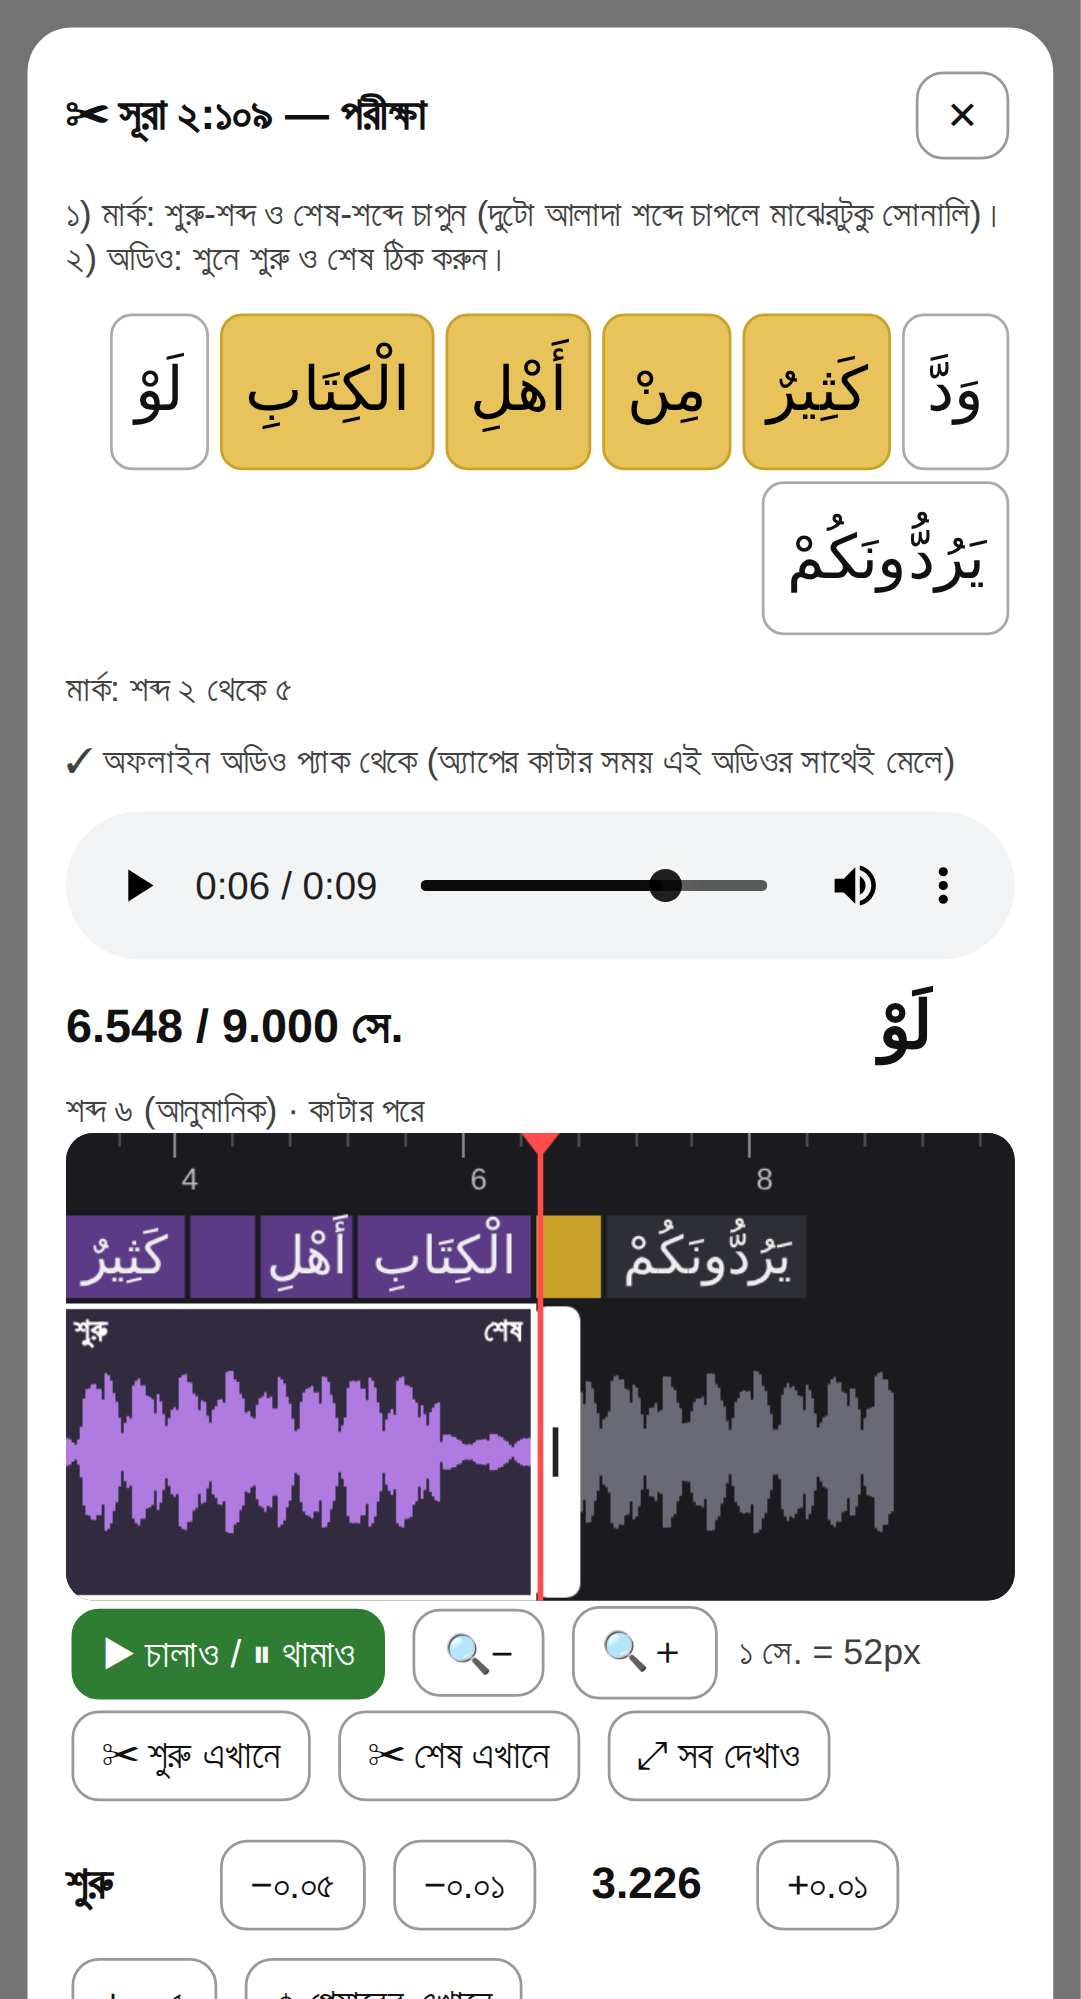 ✂ সূরা ২:১০৯ — পরীক্ষা ✕
১) মার্ক: শুরু-শব্দ ও শেষ-শব্দে চাপুন (দুটো আলাদা শব্দে চাপলে মাঝেরটুকু সোনালি)।
২) অডিও: শুনে শুরু ও শেষ ঠিক করুন।
وَدَّ كَثِيرٌ مِنْ أَهْلِ الْكِتَابِ لَوْ
يَرُدُّونَكُمْ
মার্ক: শব্দ ২ থেকে ৫
✓ অফলাইন অডিও প্যাক থেকে (অ্যাপের কাটার সময় এই অডিওর সাথেই মেলে)
0:06 / 0:09
6.548 / 9.000 সে. لَوْ
শব্দ ৬ (আনুমানিক) · কাটার পরে
4 6 8
كَثِيرٌ أَهْلِ الْكِتَابِ يَرُدُّونَكُمْ
শুরু শেষ
▶ চালাও / ⏸ থামাও 🔍− 🔍+ ১ সে. = 52px
✂ শুরু এখানে ✂ শেষ এখানে ⤢ সব দেখাও
শুরু −০.০৫ −০.০১ 3.226 +০.০১